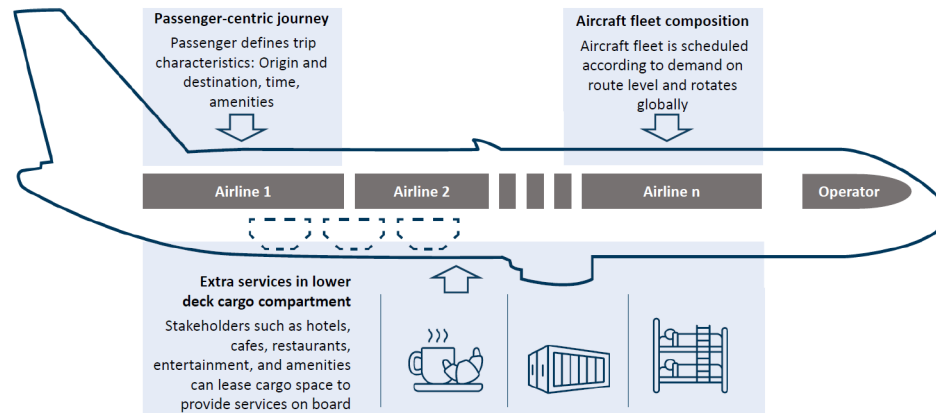 Passenger-centric journey
Passenger defines trip
characteristics: Origin and
destination, time,
amenities
Aircraft fleet composition
Aircraft fleet is scheduled
according to demand on
route level and rotates
globally
Airline 1
Airline 2
Airline n
Operator
Extra services in lower
deck cargo compartment
Stakeholders such as hotels,
cafes, restaurants,
entertainment, and amenities
can lease cargo space to
provide services on board